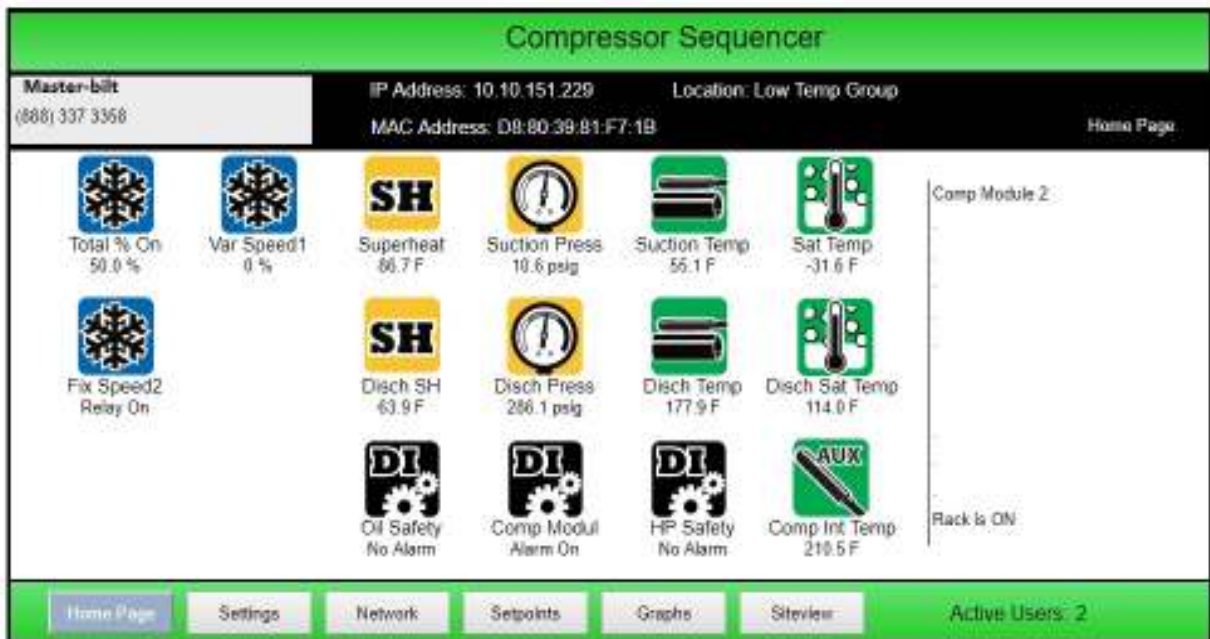 Compressor Sequencer
Master-bilt
(888) 337 3368
IP Address: 10.10.151.229
Location: Low Temp Group
MAC Address: D8:80:39:81:F7:1B
Home Page
Total % On
50.0 %
Var Speed1
0 %
SH
Superheat
86.7 F
Suction Press
10.6 psig
Suction Temp
55.1 F
Sat Temp
-31.6 F
Comp Module 2
Fix Speed2
Relay On
SH
Disch SH
63.9 F
Disch Press
286.1 psig
Disch Temp
177.9 F
Disch Sat Temp
114.0 F
DI
Oil Safety
No Alarm
DI
Comp Modul
Alarm On
DI
HP Safety
No Alarm
AUX
Comp Int Temp
210.5 F
Rack is ON
Home Page
Settings
Network
Setpoints
Graphs
Siteview
Active Users: 2